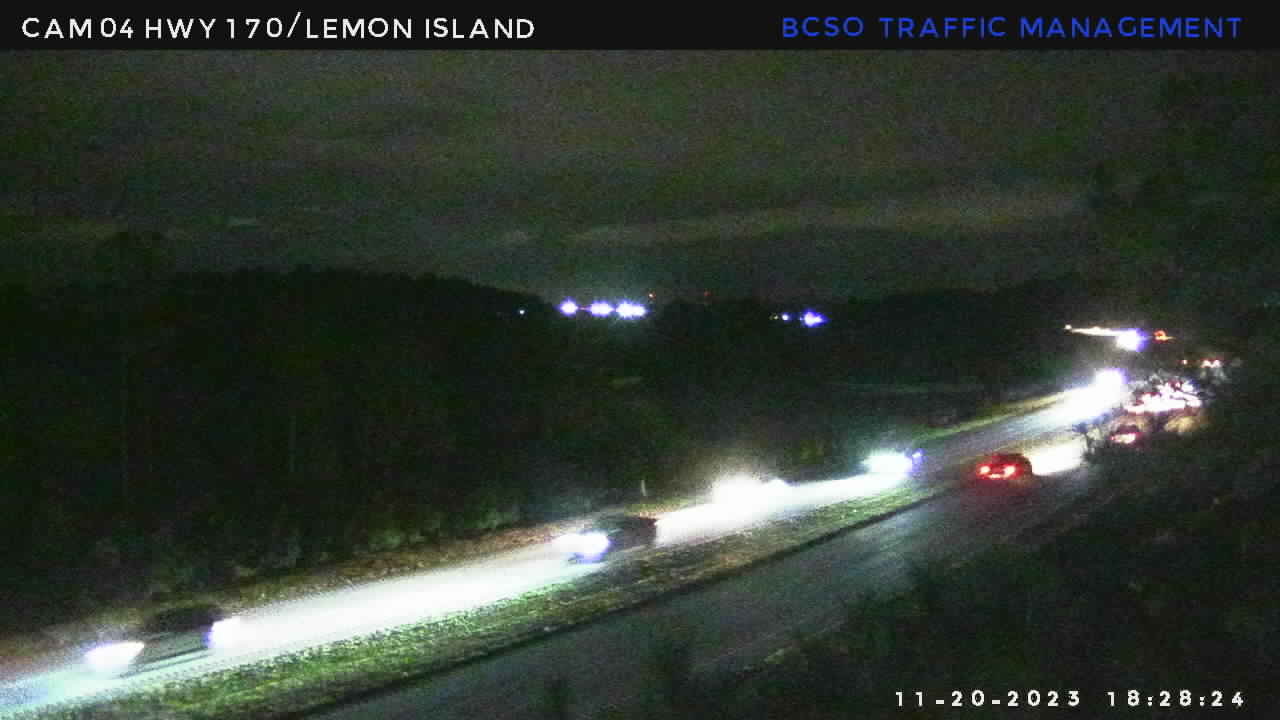 CAM04 HWY 170/LEMON ISLAND
BCSO TRAFFIC MANAGEMENT
11-20-2023 18:28:24